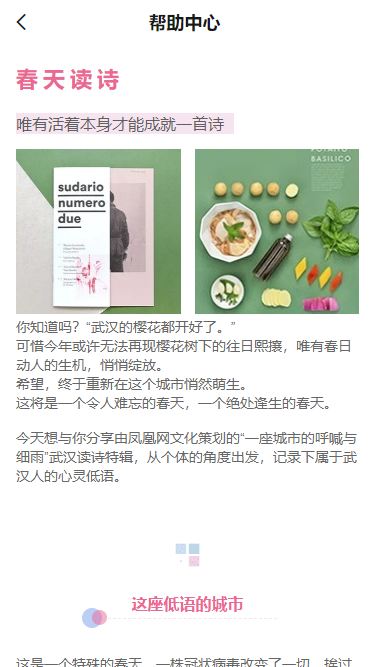 帮助中心
春天读诗
唯有活着本身才能成就一首诗
sudario
numero
due
BASILICO
你知道吗？“武汉的樱花都开好了。”
可惜今年或许无法再现樱花树下的往日熙攘，唯有春日
动人的生机，悄悄绽放。
希望，终于重新在这个城市悄然萌生。
这将是一个令人难忘的春天，一个绝处逢生的春天。
今天想与你分享由凤凰网文化策划的“一座城市的呼喊与
细雨”武汉读诗特辑，从个体的角度出发，记录下属于武
汉人的心灵低语。
这座低语的城市
这是一个特殊的春天，一株冠状病毒改变了一切，挨过